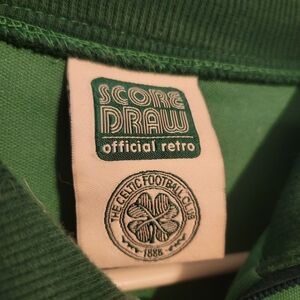 SCORE
DRAW
official retro
THE CELTIC FOOTBALL CLUB
1888